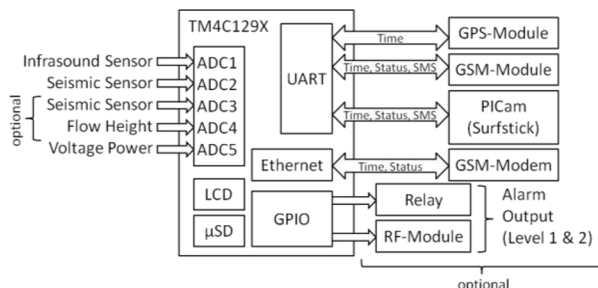 TM4C129X
Infrasound Sensor
Seismic Sensor
Seismic Sensor
Flow Height
Voltage Power
optional
ADC1
ADC2
ADC3
ADC4
ADC5
UART
Ethernet
LCD
µSD
GPIO
Time
Time, Status, SMS
Time, Status, SMS
Time, Status
GPS-Module
GSM-Module
PICam
(Surfstick)
GSM-Modem
Relay
RF-Module
Alarm
Output
(Level 1 & 2)
optional